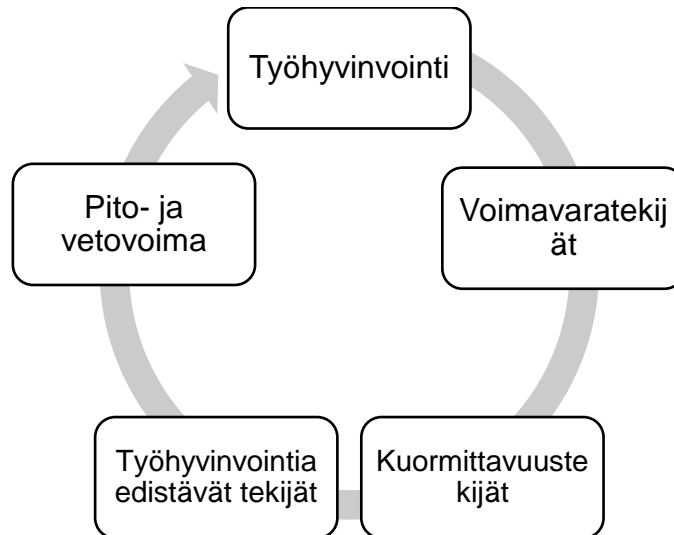 Työhyvinvointi
Voimavaratekij
ät
Kuormittavuuste
kijät
Työhyvinvointia
edistävät tekijät
Pito- ja
vetovoima